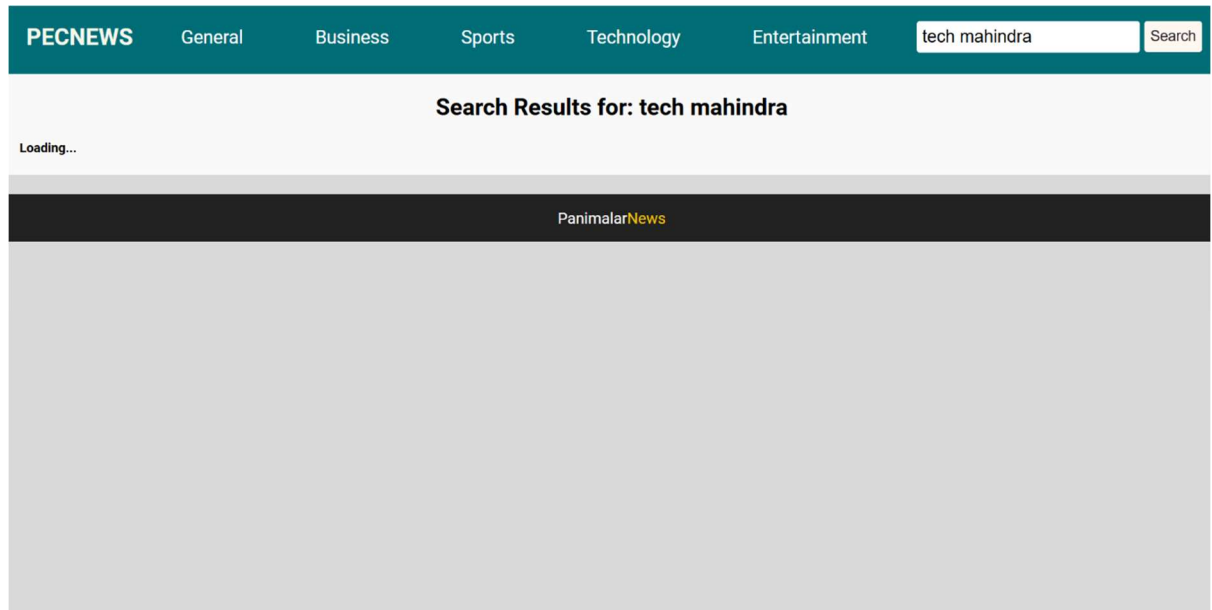 PECNEWS General Business Sports Technology Entertainment tech mahindra Search
Search Results for: tech mahindra
Loading...
PanimalarNews